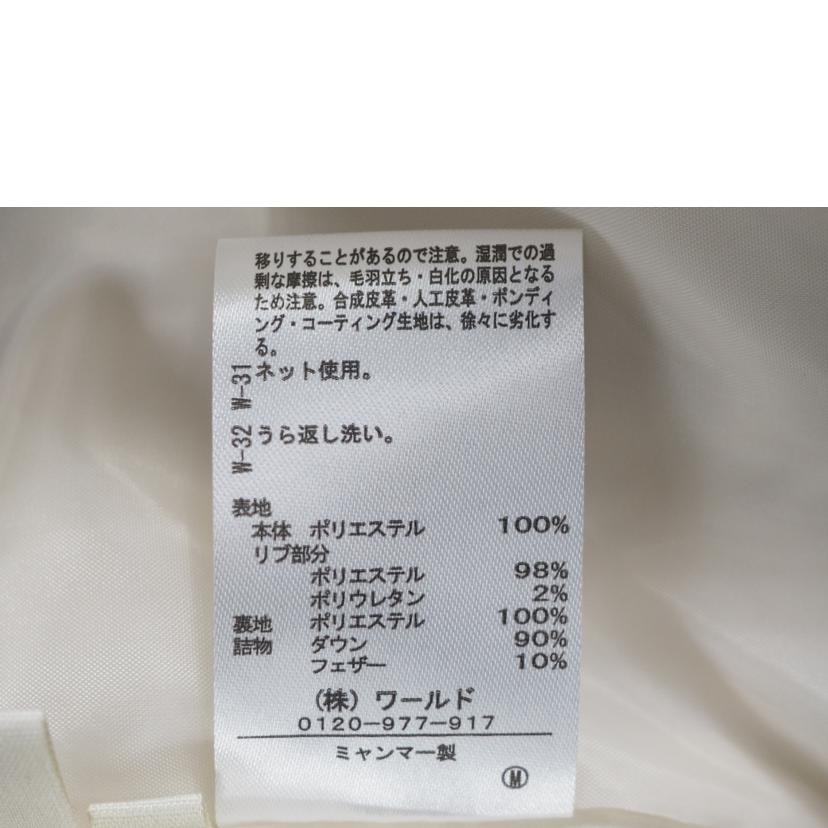 移りすることがあるので注意。湿潤での過
剰な摩擦は、毛羽立ち・白化の原因となる
ため注意。合成皮革・人工皮革・ボンディ
ング・コーティング生地は、徐々に劣化す
る。
W-31 ネット使用。
W-32 うら返し洗い。
表地
本体 ポリエステル 100%
リブ部分
ポリエステル 98%
ポリウレタン 2%
裏地 ポリエステル 100%
詰物 ダウン 90%
フェザー 10%
(株) ワールド
0120-977-917
ミャンマー製
M